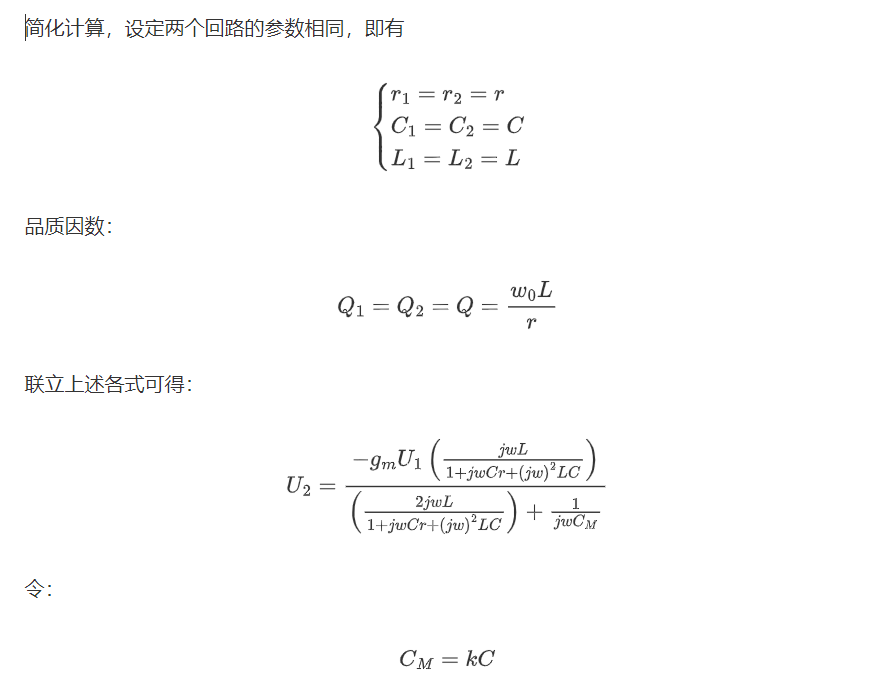 简化计算，设定两个回路的参数相同，即有
$$\begin{cases} r_1 = r_2 = r \\ C_1 = C_2 = C \\ L_1 = L_2 = L \end{cases}$$
品质因数：
$$Q_1 = Q_2 = Q = \frac{w_0 L}{r}$$
联立上述各式可得：
$$U_2 = \frac{-g_m U_1 \left( \frac{jwL}{1+jwCr+(jw)^2 LC} \right)}{\left( \frac{2jwL}{1+jwCr+(jw)^2 LC} \right) + \frac{1}{jwC_M}}$$
令：
$$C_M = kC$$